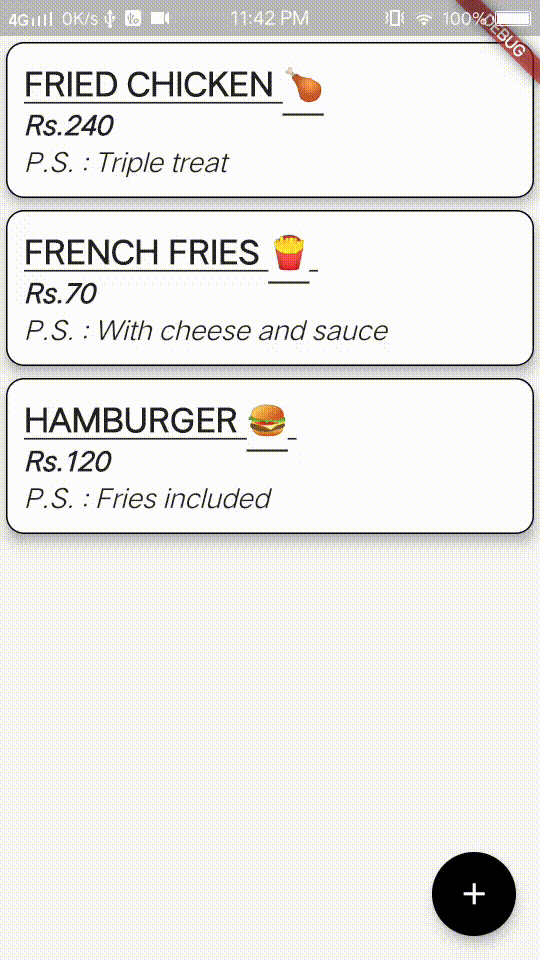 4G 0K/s 11:42 PM 100%
DEBUG
FRIED CHICKEN 🍗
Rs.240
P.S. : Triple treat
FRENCH FRIES 🍟
Rs.70
P.S. : With cheese and sauce
HAMBURGER 🍔
Rs.120
P.S. : Fries included
+